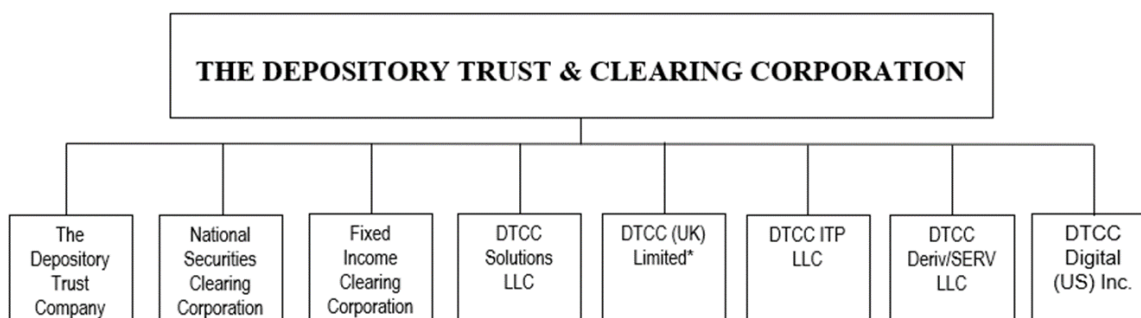 THE DEPOSITORY TRUST & CLEARING CORPORATION
The
Depository
Trust
Company
National
Securities
Clearing
Corporation
Fixed
Income
Clearing
Corporation
DTCC
Solutions
LLC
DTCC (UK)
Limited*
DTCC ITP
LLC
DTCC
Deriv/SERV
LLC
DTCC
Digital
(US) Inc.